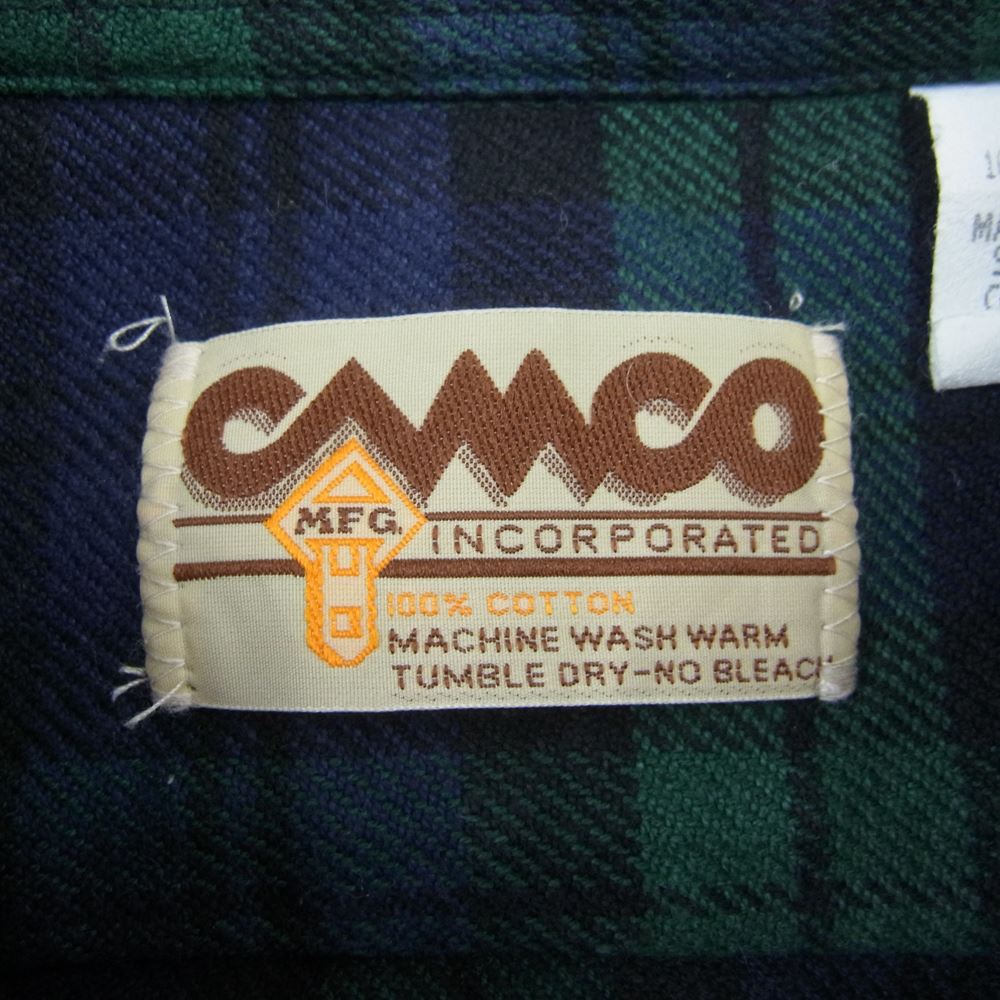 CAMCO
MFG. INCORPORATED
100% COTTON
MACHINE WASH WARM
TUMBLE DRY-NO BLEACH